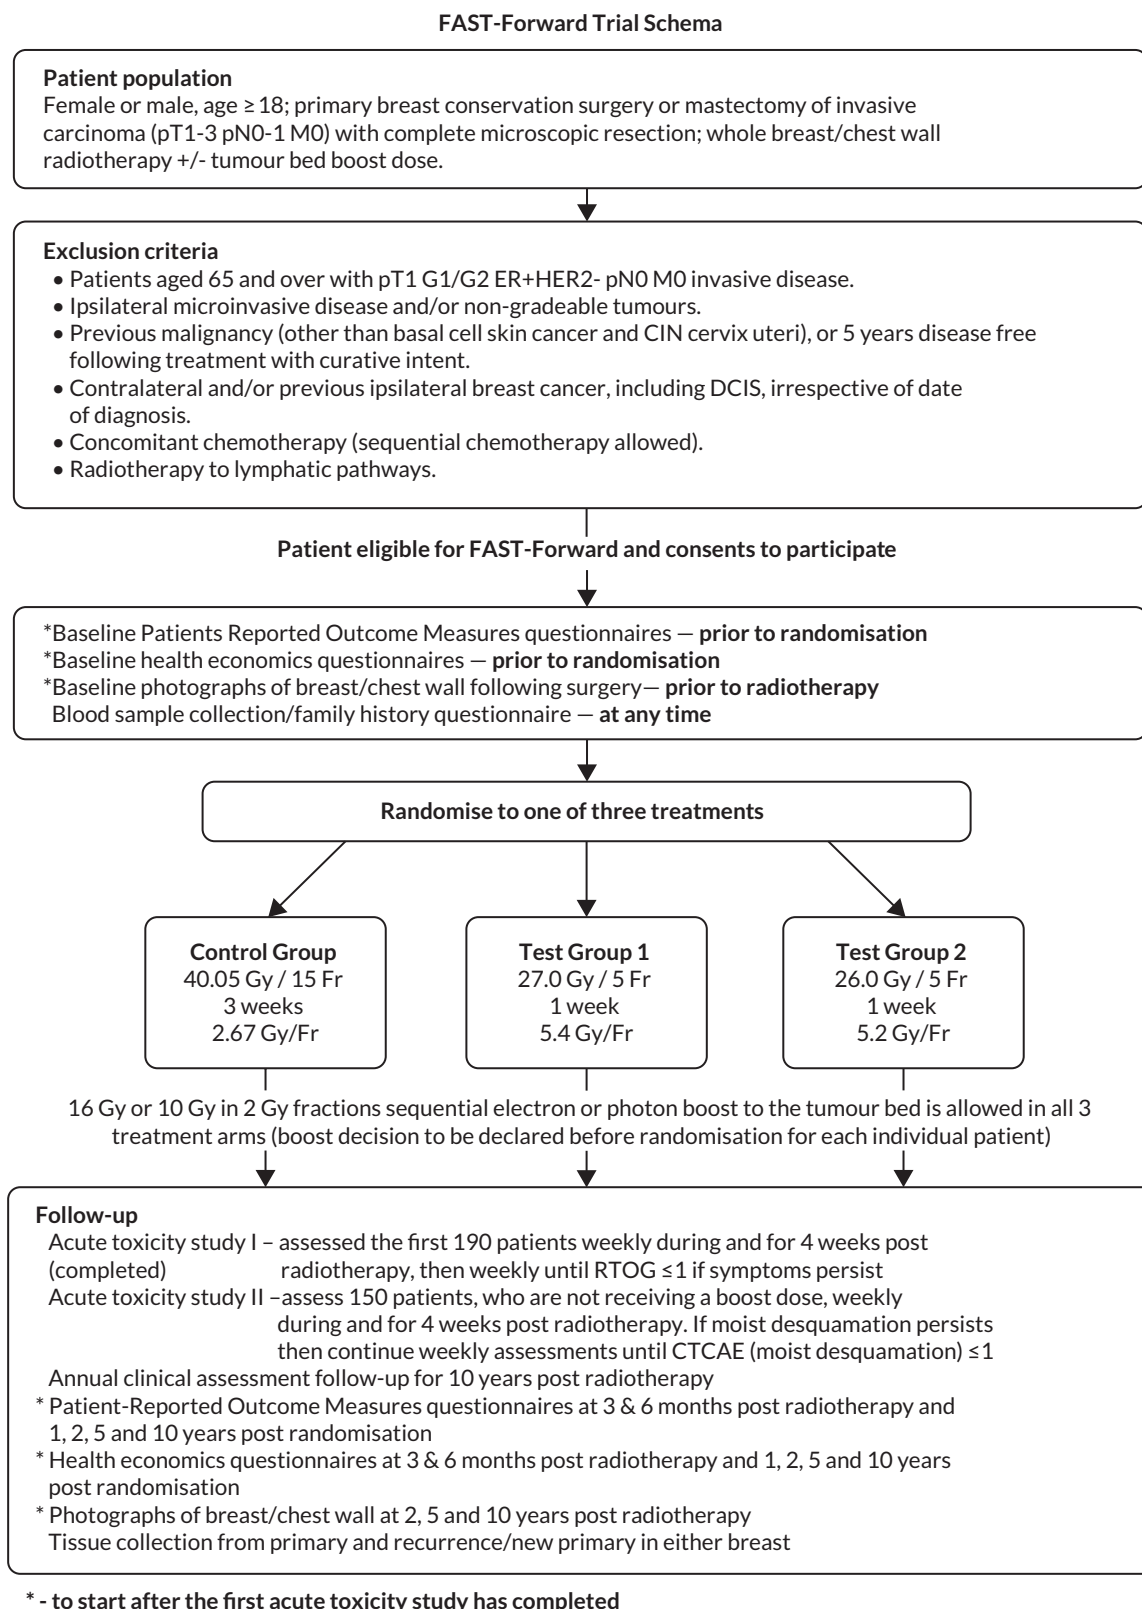 FAST-Forward Trial Schema
Patient population
Female or male, age ≥ 18; primary breast conservation surgery or mastectomy of invasive
carcinoma (pT1-3 pN0-1 M0) with complete microscopic resection; whole breast/chest wall
radiotherapy +/- tumour bed boost dose.
Exclusion criteria
• Patients aged 65 and over with pT1 G1/G2 ER+HER2- pN0 M0 invasive disease.
• Ipsilateral microinvasive disease and/or non-gradeable tumours.
• Previous malignancy (other than basal cell skin cancer and CIN cervix uteri), or 5 years disease free
following treatment with curative intent.
• Contralateral and/or previous ipsilateral breast cancer, including DCIS, irrespective of date
of diagnosis.
• Concomitant chemotherapy (sequential chemotherapy allowed).
• Radiotherapy to lymphatic pathways.
Patient eligible for FAST-Forward and consents to participate
*Baseline Patients Reported Outcome Measures questionnaires — prior to randomisation
*Baseline health economics questionnaires — prior to randomisation
*Baseline photographs of breast/chest wall following surgery— prior to radiotherapy
Blood sample collection/family history questionnaire — at any time
Randomise to one of three treatments
Control Group
40.05 Gy / 15 Fr
3 weeks
2.67 Gy/Fr
Test Group 1
27.0 Gy / 5 Fr
1 week
5.4 Gy/Fr
Test Group 2
26.0 Gy / 5 Fr
1 week
5.2 Gy/Fr
16 Gy or 10 Gy in 2 Gy fractions sequential electron or photon boost to the tumour bed is allowed in all 3
treatment arms (boost decision to be declared before randomisation for each individual patient)
Follow-up
Acute toxicity study I – assessed the first 190 patients weekly during and for 4 weeks post
(completed) radiotherapy, then weekly until RTOG ≤1 if symptoms persist
Acute toxicity study II –assess 150 patients, who are not receiving a boost dose, weekly
during and for 4 weeks post radiotherapy. If moist desquamation persists
then continue weekly assessments until CTCAE (moist desquamation) ≤1
Annual clinical assessment follow-up for 10 years post radiotherapy
* Patient-Reported Outcome Measures questionnaires at 3 & 6 months post radiotherapy and
1, 2, 5 and 10 years post randomisation
* Health economics questionnaires at 3 & 6 months post radiotherapy and 1, 2, 5 and 10 years
post randomisation
* Photographs of breast/chest wall at 2, 5 and 10 years post radiotherapy
Tissue collection from primary and recurrence/new primary in either breast
* - to start after the first acute toxicity study has completed